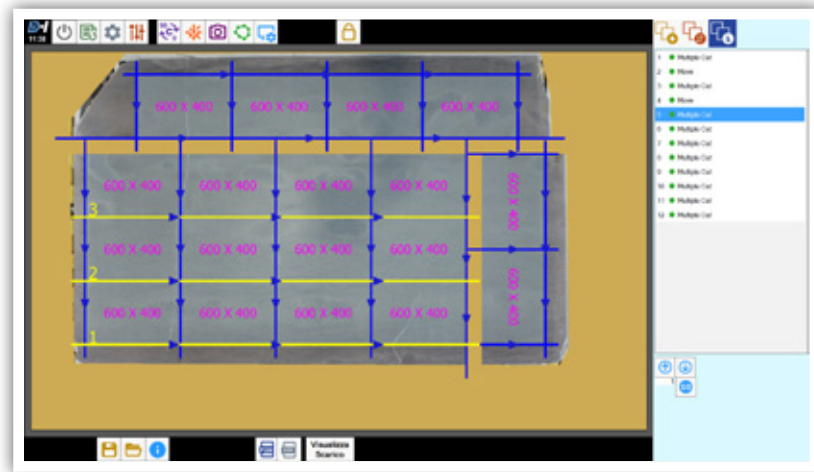 11:38
1 Multiple Cut
2 Move
3 Multiple Cut
4 Move
5 Multiple Cut
6 Multiple Cut
7 Multiple Cut
8 Multiple Cut
9 Multiple Cut
10 Multiple Cut
11 Multiple Cut
12 Multiple Cut
600 X 400 600 X 400 600 X 400 600 X 400
600 X 400 600 X 400 600 X 400 600 X 400 600 X 400
3
600 X 400 600 X 400 600 X 400 600 X 400 600 X 400
2
600 X 400 600 X 400 600 X 400 600 X 400
1
Visualizza
Scarico